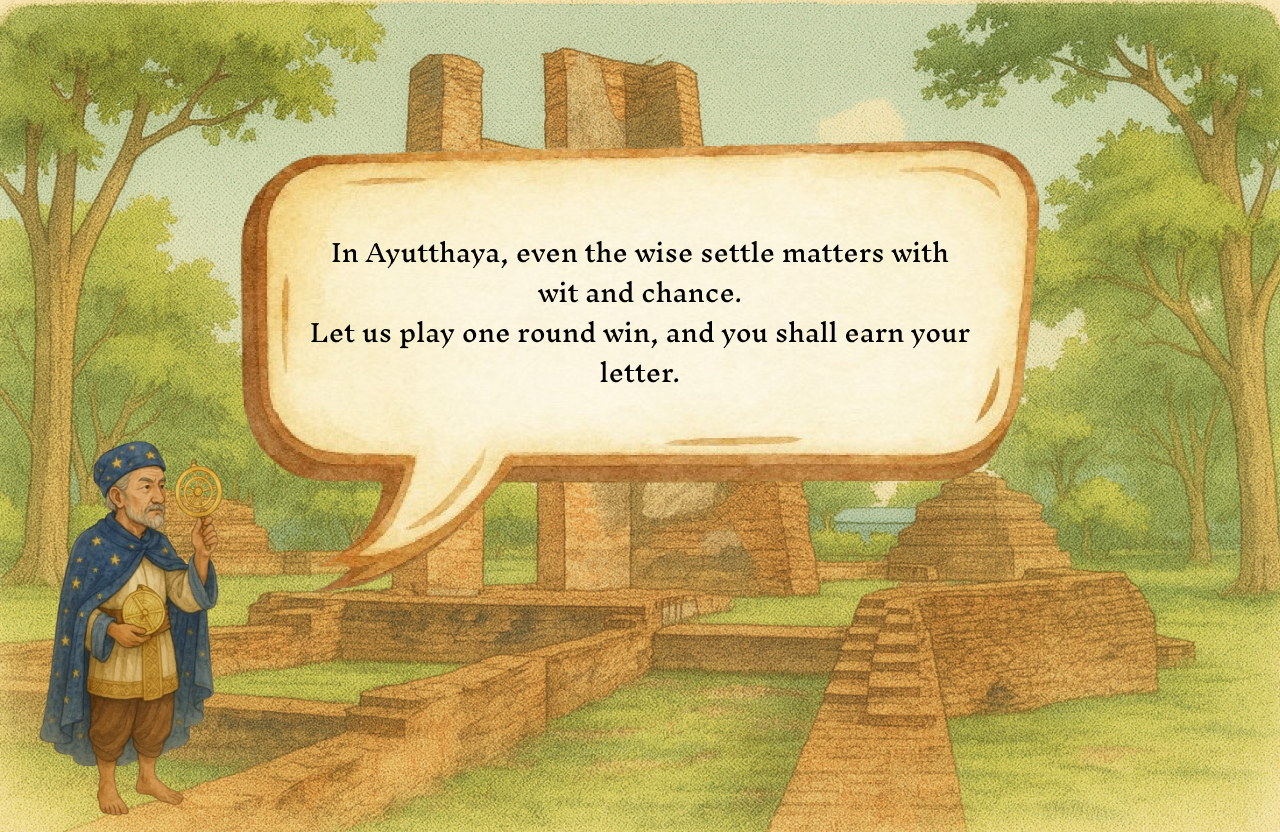 In Ayutthaya, even the wise settle matters with
wit and chance.
Let us play one round win, and you shall earn your
letter.